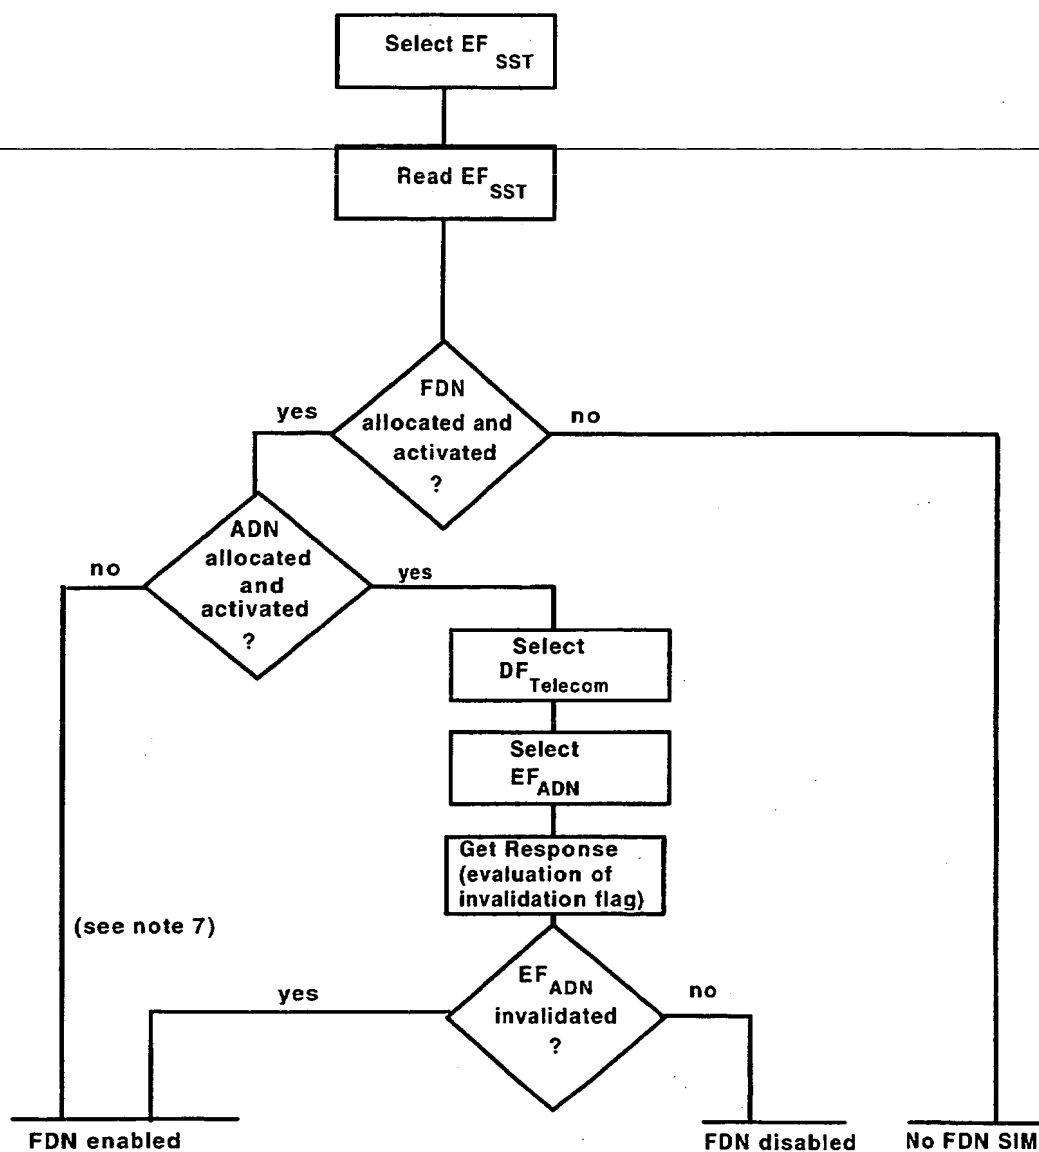 Select EF SST
Read EF SST
FDN
allocated and
activated
?
yes
no
ADN
allocated
and
activated
?
no
yes
Select
DF Telecom
Select
EF ADN
Get Response
(evaluation of
invalidation flag)
(see note 7)
EF ADN
invalidated
?
yes
no
FDN enabled
FDN disabled
No FDN SIM